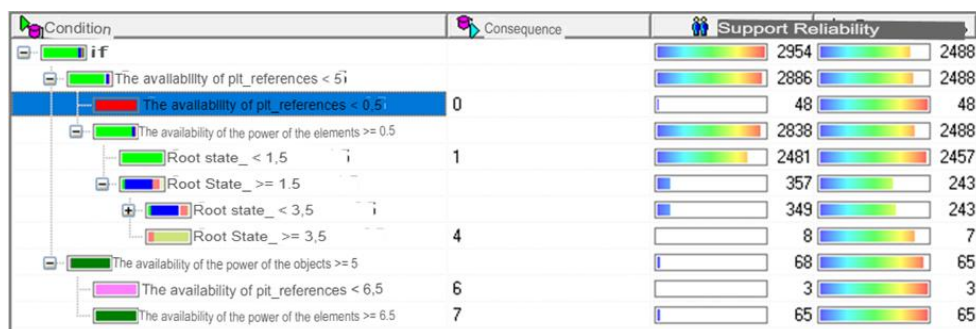 Condition Consequence Support Reliability
if 2954 2488
The availability of plt_references < 5 2886 2488
The availability of plt_references < 0,5 0 48 48
The availability of the power of the elements >= 0.5 2838 2488
Root state_ < 1,5 1 2481 2457
Root State_ >= 1.5 357 243
Root state_ < 3,5 349 243
Root State_ >= 3,5 4 8 7
The availability of the power of the objects >= 5 68 65
The availability of pit_references < 6,5 6 3 3
The availability of the power of the elements >= 6.5 7 65 65